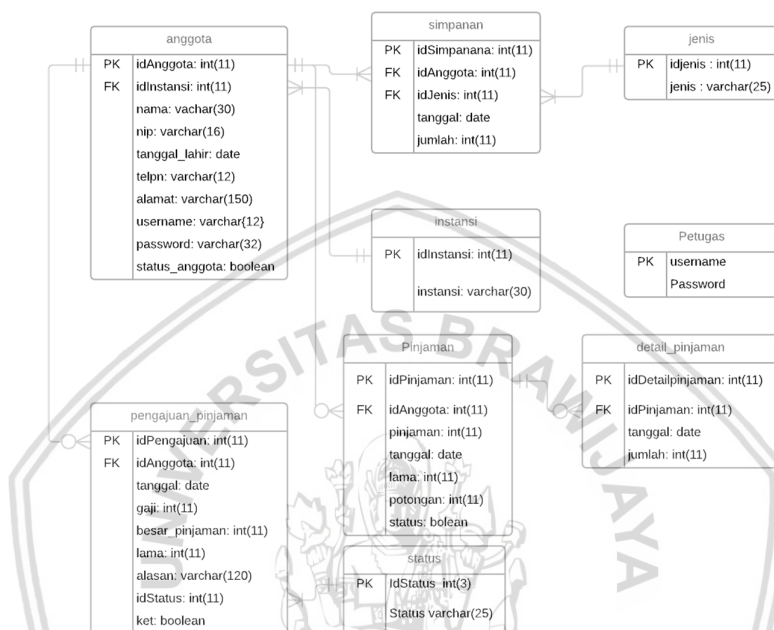 anggota
PK idAnggota: int(11)
FK idInstansi: int(11)
nama: vachar(30)
nip: varchar(16)
tanggal_lahir: date
telpn: varchar(12)
alamat: varchar(150)
username: varchar{12}
password: varchar(32)
status_anggota: boolean
simpanan
PK idSimpanana: int(11)
FK idAnggota: int(11)
FK idJenis: int(11)
tanggal: date
jumlah: int(11)
jenis
PK idjenis : int(11)
jenis : varchar(25)
instansi
PK idInstansi: int(11)
instansi: varchar(30)
Petugas
PK username
Password
Pinjaman
PK idPinjaman: int(11)
FK idAnggota: int(11)
pinjaman: int(11)
tanggal: date
lama: int(11)
potongan: int(11)
status: bolean
detail_pinjaman
PK idDetailpinjaman: int(11)
FK idPinjaman: int(11)
tanggal: date
jumlah: int(11)
pengajuan_pinjaman
PK idPengajuan: int(11)
FK idAnggota: int(11)
tanggal: date
gaji: int(11)
besar_pinjaman: int(11)
lama: int(11)
alasan: varchar(120)
idStatus: int(11)
ket: boolean
status
PK IdStatus int(3)
Status varchar(25)
UNIVERSITAS BRAWIJAYA